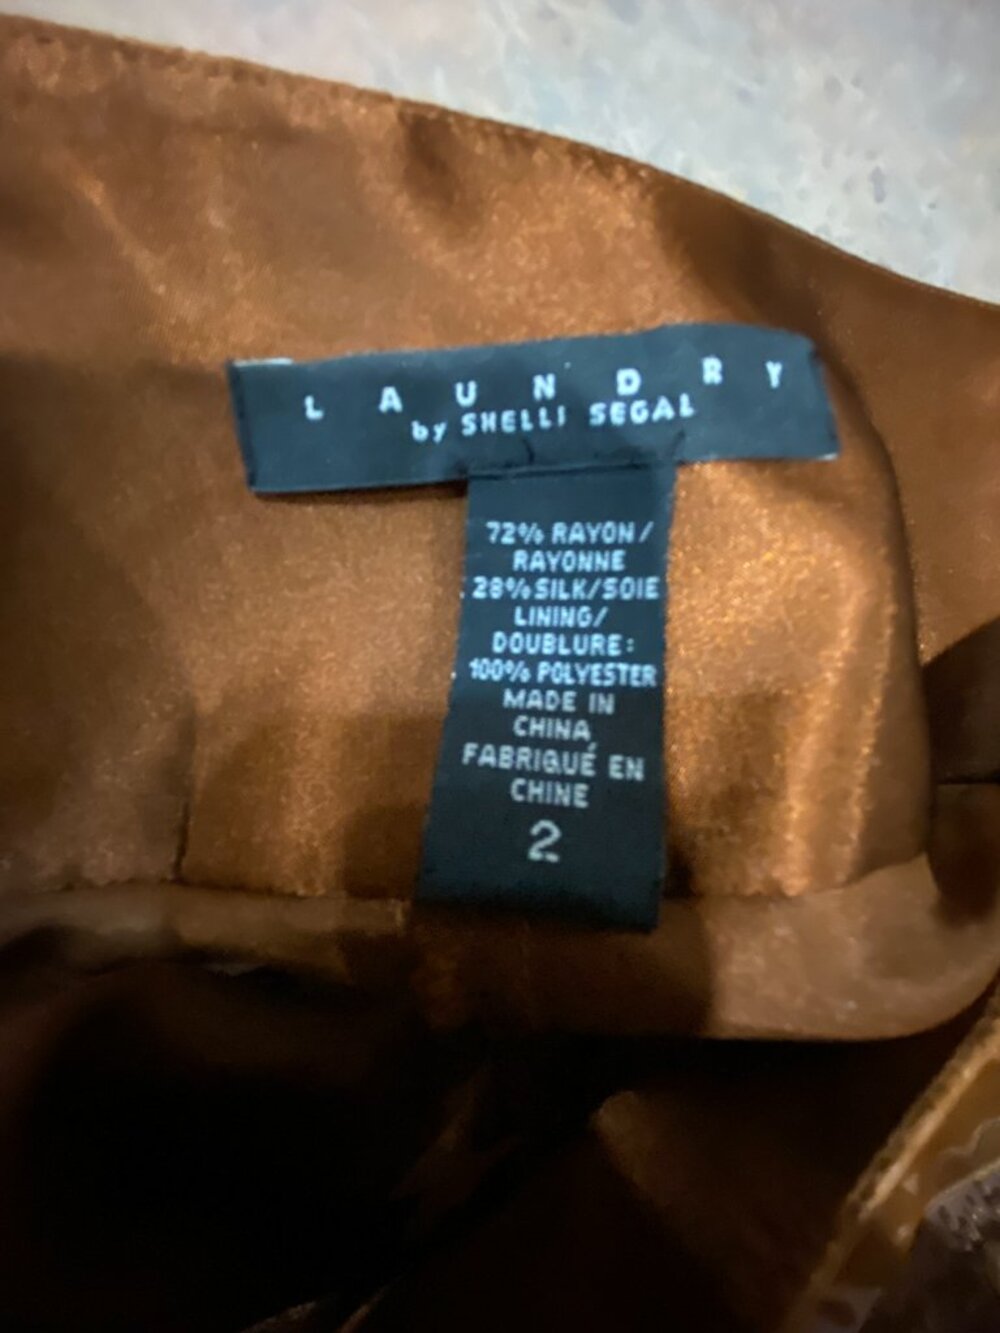 LAUNDRY
by SHELLI SEGAL
72% RAYON/
RAYONNE
28% SILK/SOIE
LINING/
DOUBLURE:
100% POLYESTER
MADE IN
CHINA
FABRIQUÉ EN
CHINE
2